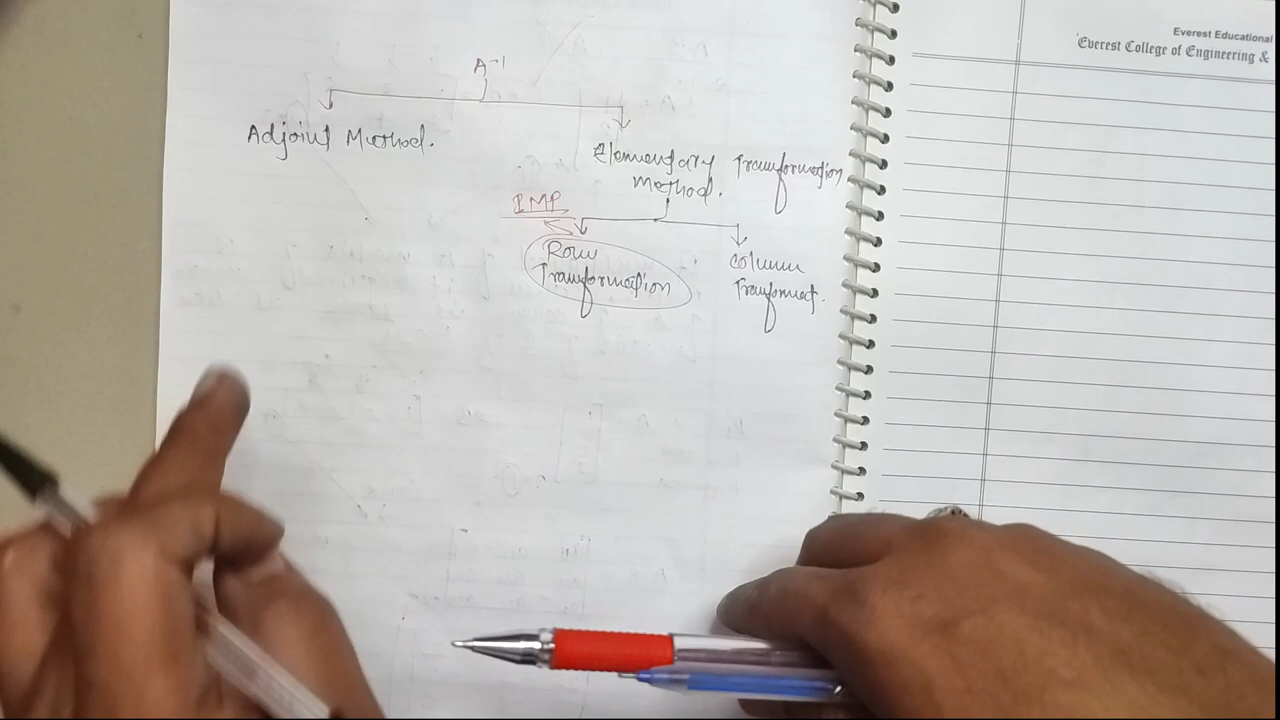 Everest Educational
Everest College of Engineering &
A⁻¹
Adjoint Method.
Elementary Transformation
Method.
IMP
Row
Transformation
Column
Transformat.